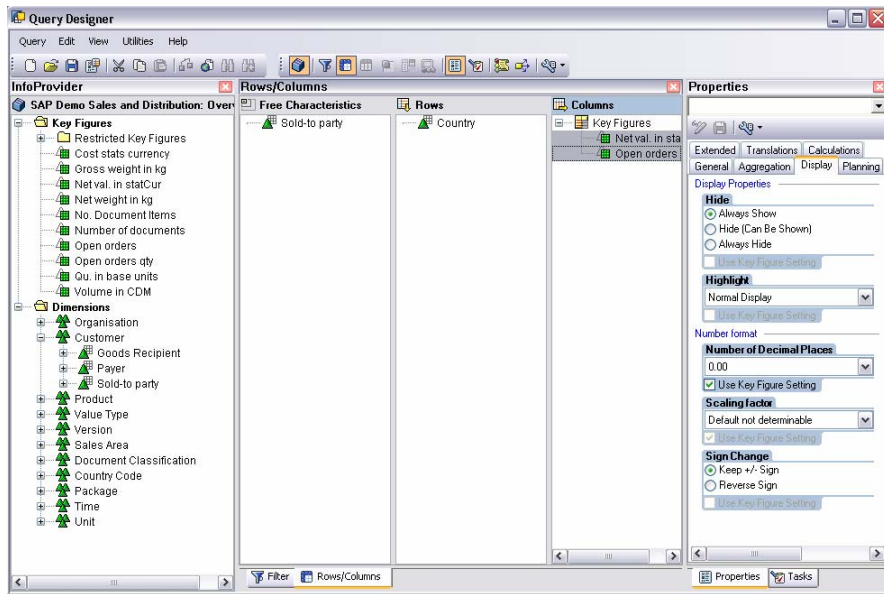 Query Designer
Query Edit View Utilities Help
InfoProvider
SAP Demo Sales and Distribution: Over
Key Figures
Restricted Key Figures
Cost stats currency
Gross weight in kg
Net val. in statCur
Net weight in kg
No. Document Items
Number of documents
Open orders
Open orders qty
Qu. in base units
Volume in CDM
Dimensions
Organisation
Customer
Goods Recipient
Payer
Sold-to party
Product
Value Type
Version
Sales Area
Document Classification
Country Code
Package
Time
Unit
Rows/Columns
Free Characteristics
Sold-to party
Rows
Country
Columns
Key Figures
Net val. in sta
Open orders
Filter Rows/Columns
Properties
Extended Translations Calculations
General Aggregation Display Planning
Display Properties
Hide
Always Show
Hide (Can Be Shown)
Always Hide
Use Key Figure Setting
Highlight
Normal Display
Use Key Figure Setting
Number format
Number of Decimal Places
0.00
Use Key Figure Setting
Scaling factor
Default not determinable
Use Key Figure Setting
Sign Change
Keep +/- Sign
Reverse Sign
Use Key Figure Setting
Properties Tasks